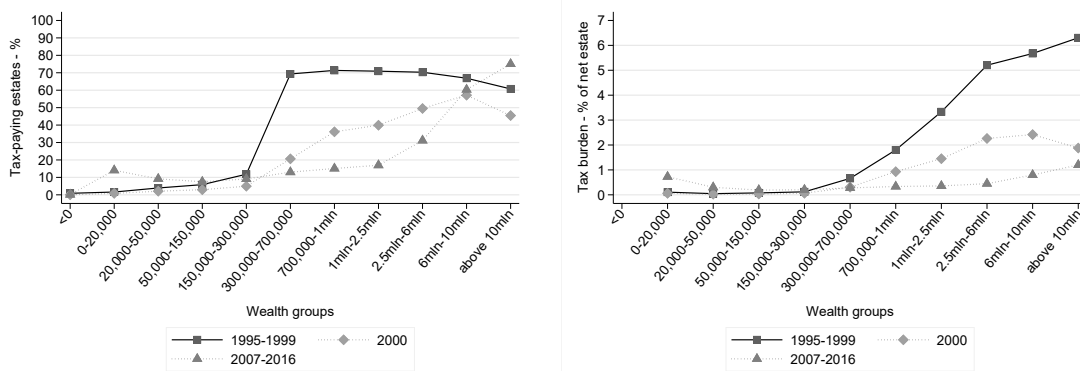 Tax-paying estates - %
100
90
80
70
60
50
40
30
20
10
0
<0
0-20,000
20,000-50,000
50,000-150,000
150,000-300,000
300,000-700,000
700,000-1mln
1mln-2.5mln
2.5mln-6mln
6mln-10mln
above 10mln
Wealth groups
1995-1999
2000
2007-2016
Tax burden - % of net estate
7
6
5
4
3
2
1
0
<0
0-20,000
20,000-50,000
50,000-150,000
150,000-300,000
300,000-700,000
700,000-1mln
1mln-2.5mln
2.5mln-6mln
6mln-10mln
above 10mln
Wealth groups
1995-1999
2000
2007-2016